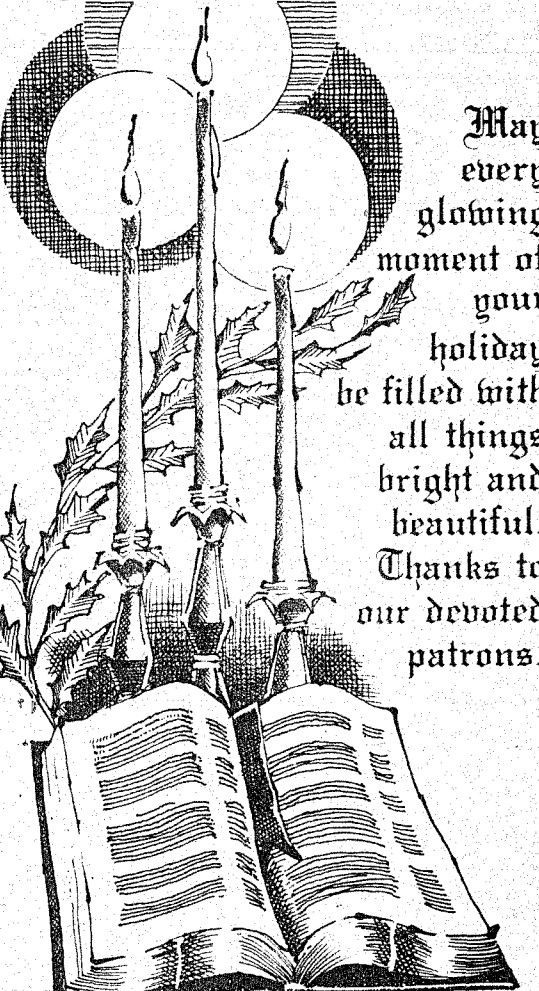 May
every
glowing
moment of
your
holiday
be filled with
all things
bright and
beautiful.
Thanks to
our devoted
patrons.